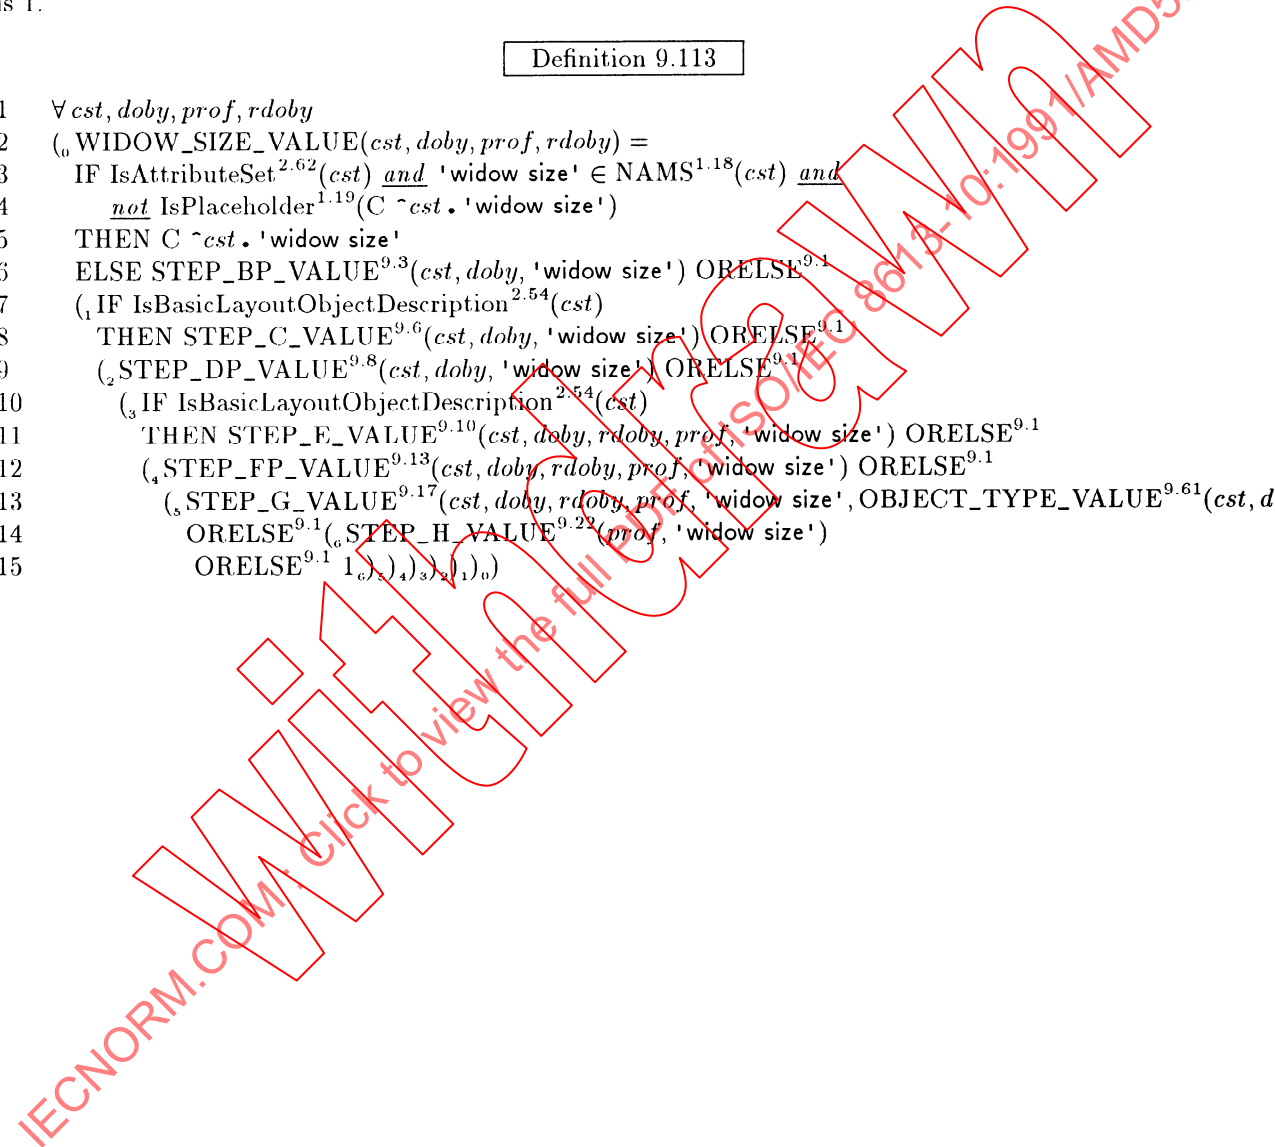 is 1.
Definition 9.113
1 ∀ cst, doby, prof, rdoby
2 (₀ WIDOW_SIZE_VALUE(cst, doby, prof, rdoby) =
3 IF IsAttributeSet^2.62(cst) and 'widow size' ∈ NAMS^1.18(cst) and
4 not IsPlaceholder^1.19(C ^cst . 'widow size')
5 THEN C ^cst . 'widow size'
6 ELSE STEP_BP_VALUE^9.3(cst, doby, 'widow size') ORELSE^9.1
7 (₁ IF IsBasicLayoutObjectDescription^2.54(cst)
8 THEN STEP_C_VALUE^9.6(cst, doby, 'widow size') ORELSE^9.1
9 (₂ STEP_DP_VALUE^9.8(cst, doby, 'widow size') ORELSE^9.1
10 (₃ IF IsBasicLayoutObjectDescription^2.54(cst)
11 THEN STEP_E_VALUE^9.10(cst, doby, rdoby, prof, 'widow size') ORELSE^9.1
12 (₄ STEP_FP_VALUE^9.13(cst, doby, rdoby, prof, 'widow size') ORELSE^9.1
13 (₅ STEP_G_VALUE^9.17(cst, doby, rdoby, prof, 'widow size', OBJECT_TYPE_VALUE^9.61(cst, d
14 ORELSE^9.1(₆ STEP_H_VALUE^9.22(prof, 'widow size')
15 ORELSE^9.1 1₆)₅)₄)₃)₂)₁)₀)
withdrawn
IECNORM.COM : Click to view the full PDF of ISO/IEC 8613-10:1991/AMD5